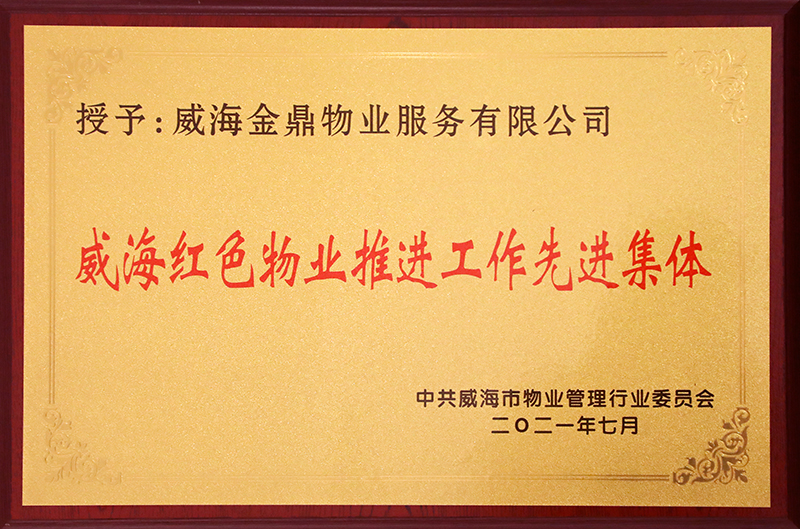 授予：威海金鼎物业服务有限公司
威海红色物业推进工作先进集体
中共威海市物业管理行业委员会
二〇二一年七月